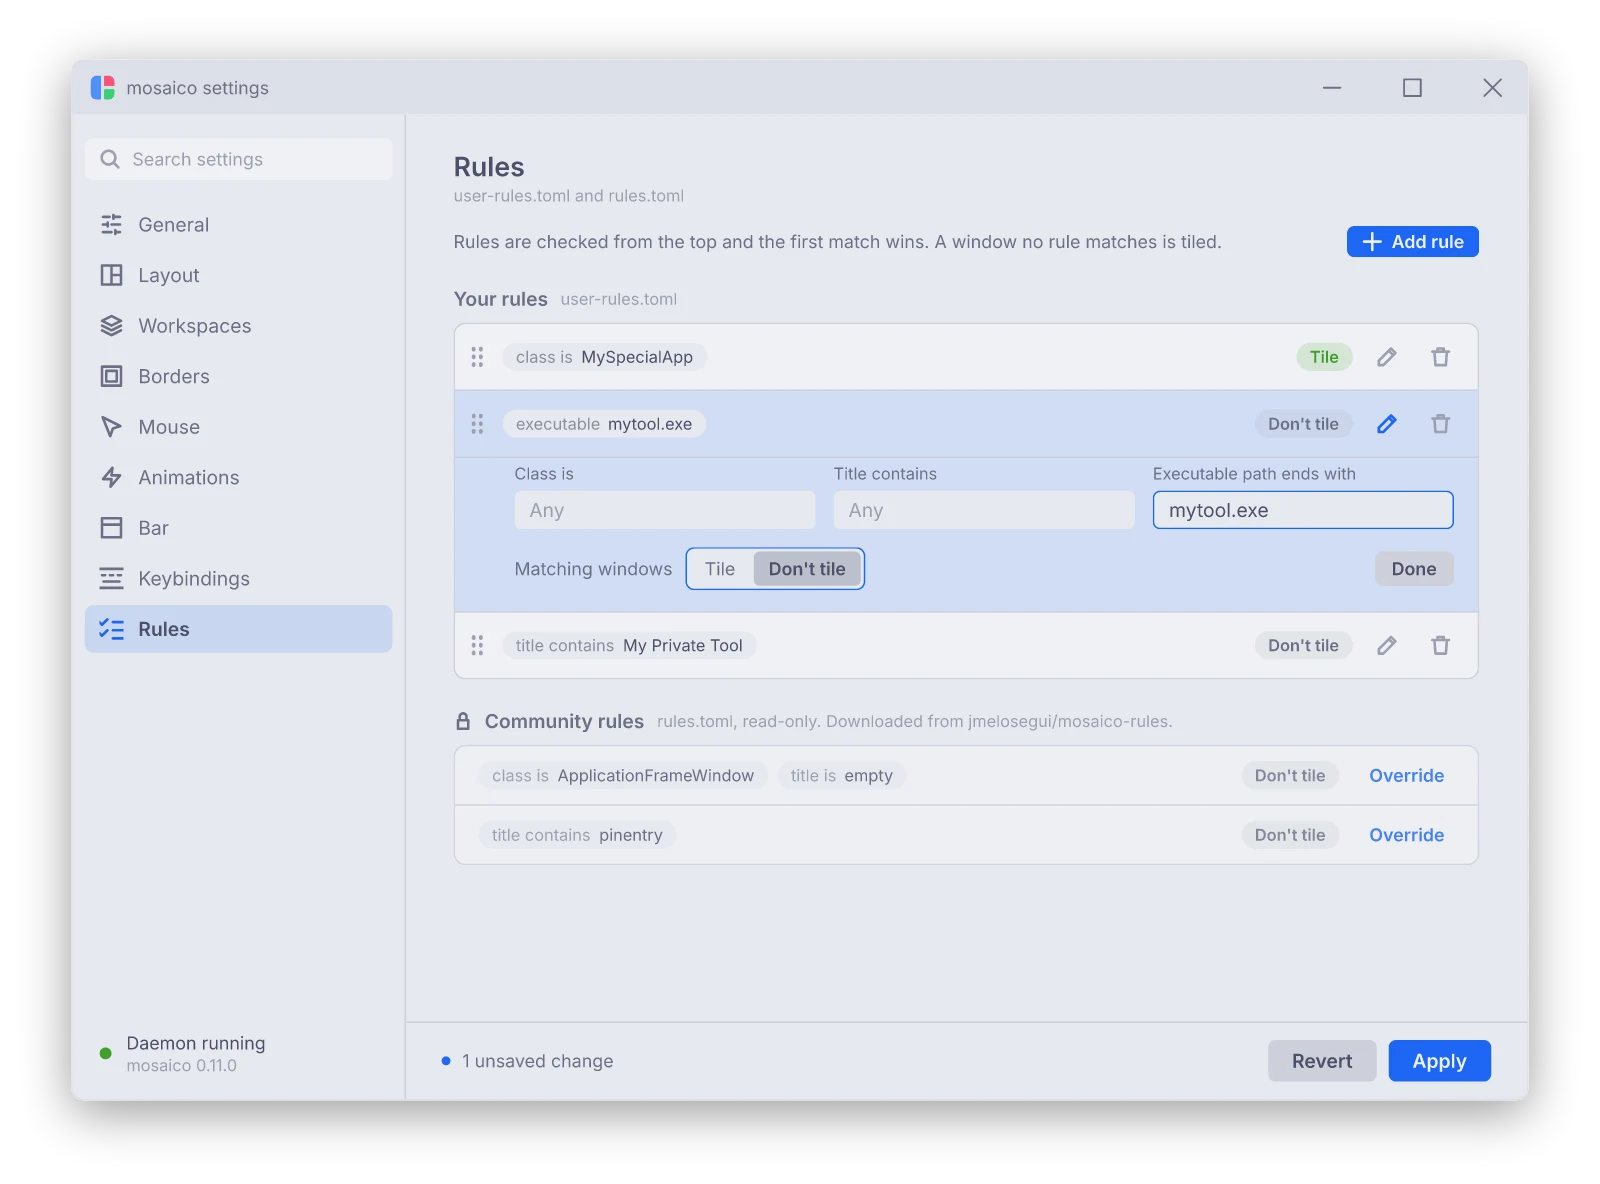 mosaico settings
Search settings
General
Layout
Workspaces
Borders
Mouse
Animations
Bar
Keybindings
Rules
Daemon running
mosaico 0.11.0
Rules
user-rules.toml and rules.toml
Rules are checked from the top and the first match wins. A window no rule matches is tiled.
Add rule
Your rules user-rules.toml
class is MySpecialApp Tile
executable mytool.exe Don't tile
Class is Title contains Executable path ends with
Any Any mytool.exe
Matching windows Tile Don't tile Done
title contains My Private Tool Don't tile
Community rules rules.toml, read-only. Downloaded from jmelosegui/mosaico-rules.
class is ApplicationFrameWindow title is empty Don't tile Override
title contains pinentry Don't tile Override
1 unsaved change Revert Apply